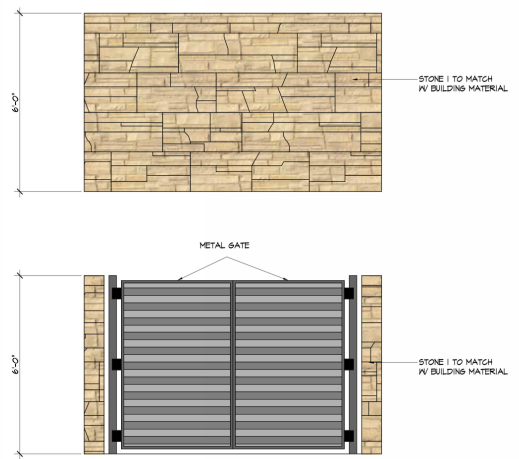 6'-0"
STONE 1 TO MATCH
W/ BUILDING MATERIAL
METAL GATE
6'-0"
STONE 1 TO MATCH
W/ BUILDING MATERIAL